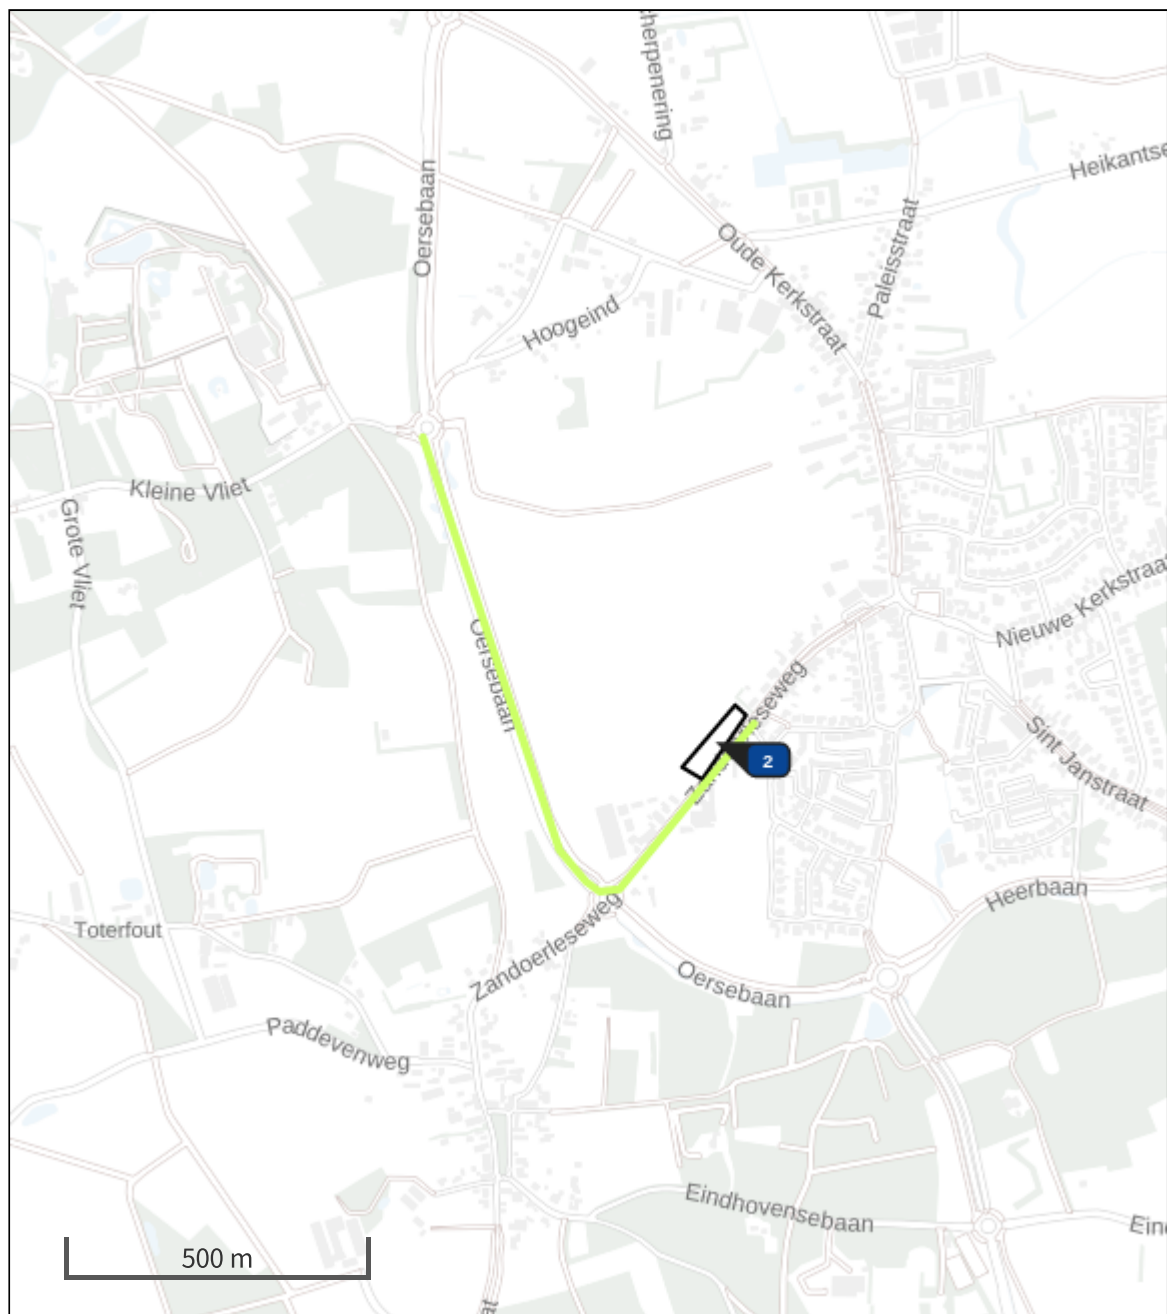 Heikantse
Oersebaan
Oude Kerkstraat
Paleisstraat
Hoogeind
Kleine Vliet
Grote Vliet
Nieuwe Kerkstraat
Oersebaan
Sint Janstraat
2
Heerbaan
Toterfout
Zandoerleseweg
Oersebaan
Paddevenweg
Eindhovensebaan
500 m